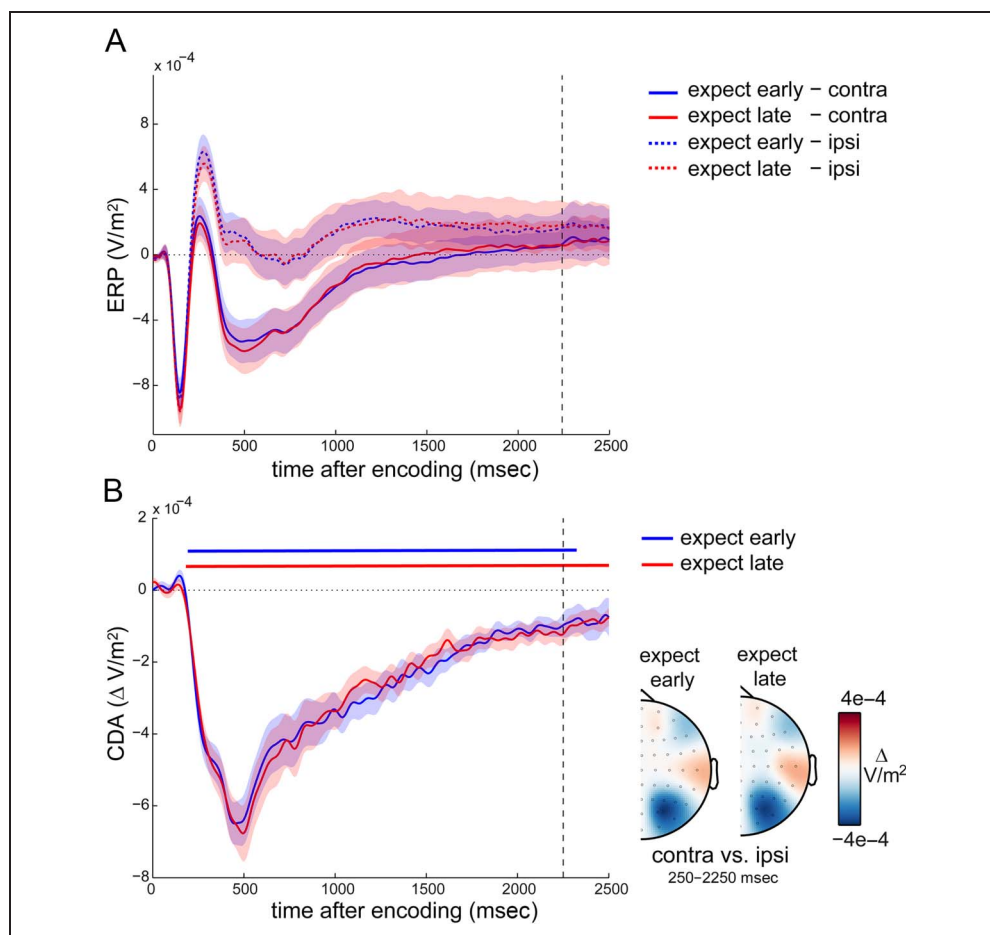 A
x 10⁻⁴
8
4
0
−4
−8
ERP (V/m²)
0
500
1000
1500
2000
2500
time after encoding (msec)
expect early − contra
expect late − contra
expect early − ipsi
expect late − ipsi
B
x 10⁻⁴
2
0
−2
−4
−6
−8
CDA (Δ V/m²)
0
500
1000
1500
2000
2500
time after encoding (msec)
expect early
expect late
expect
early
expect
late
4e−4
Δ
V/m²
−4e−4
contra vs. ipsi
250−2250 msec